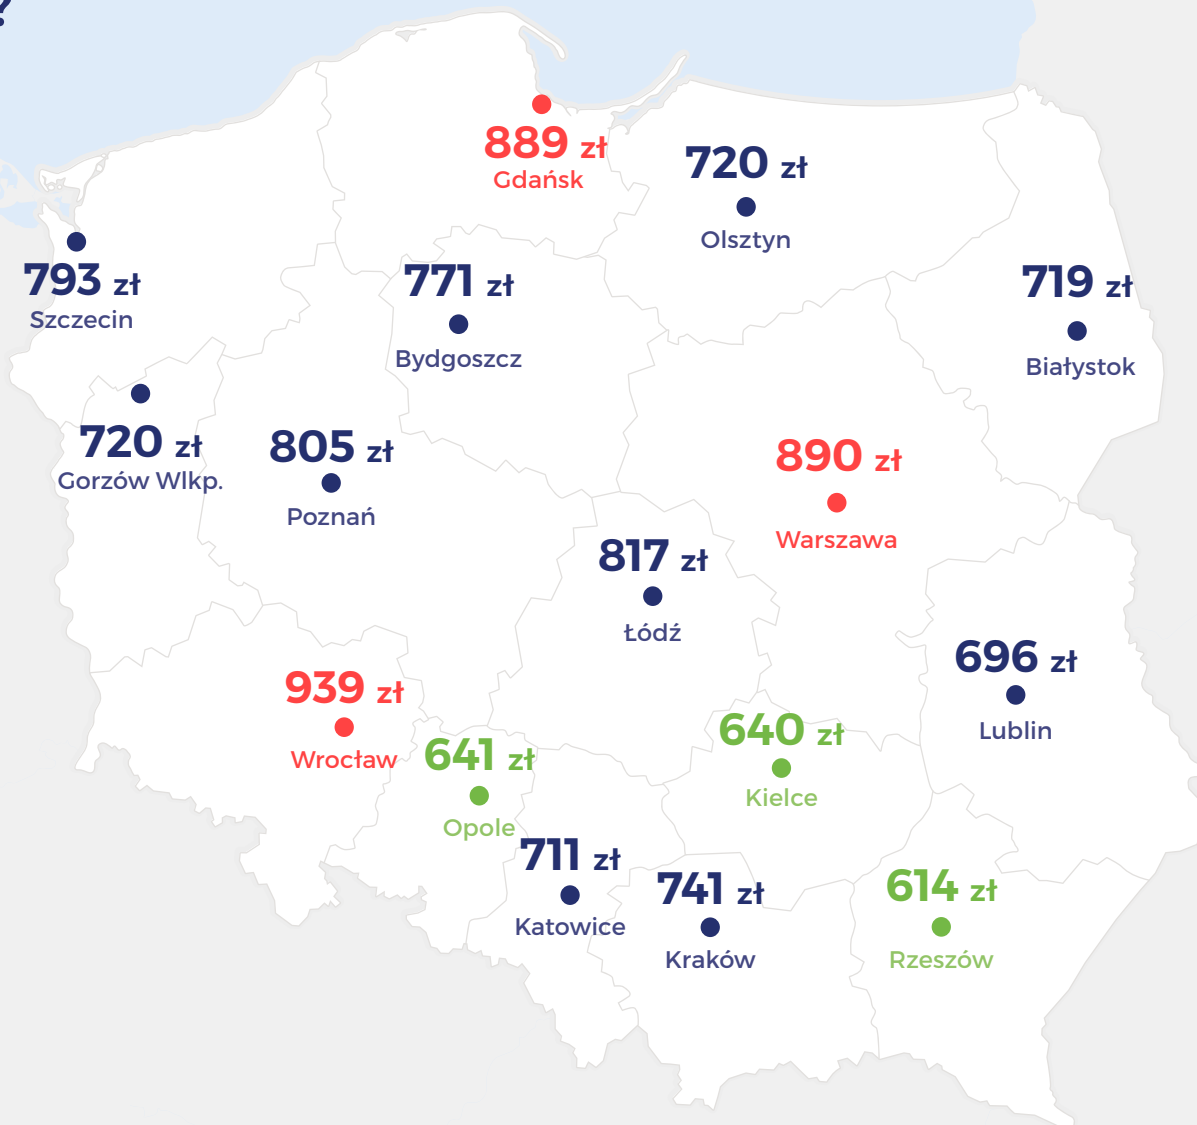 ?
889 zł
Gdańsk
720 zł
Olsztyn
793 zł
Szczecin
771 zł
Bydgoszcz
719 zł
Białystok
720 zł
Gorzów Wlkp.
805 zł
Poznań
890 zł
Warszawa
817 zł
Łódź
696 zł
Lublin
939 zł
Wrocław
641 zł
Opole
640 zł
Kielce
711 zł
Katowice
741 zł
Kraków
614 zł
Rzeszów